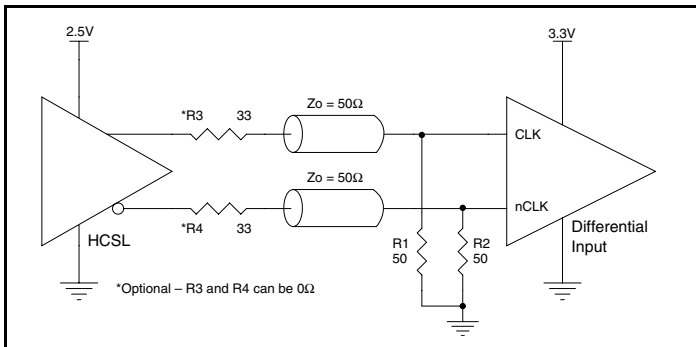 2.5V
3.3V
*R3 33
Zo = 50Ω
CLK
Zo = 50Ω
nCLK
*R4 33
HCSL
R1
50
R2
50
Differential
Input
*Optional – R3 and R4 can be 0Ω